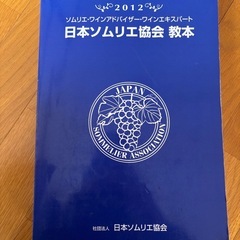 2012
ソムリエ・ワインアドバイザー・ワインエキスパート
日本ソムリエ協会 教本
JAPAN
SOMMELIER ASSOCIATION
社団法人 日本ソムリエ協会